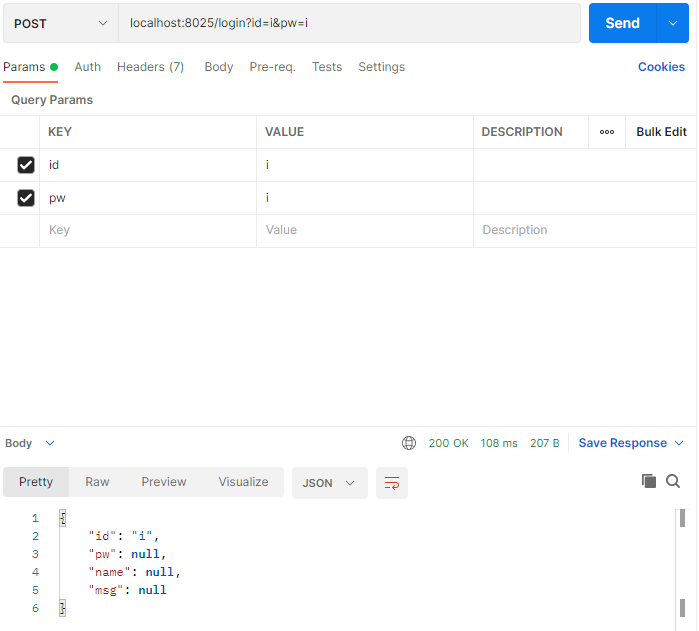 POST localhost:8025/login?id=i&pw=i Send
Params Auth Headers (7) Body Pre-req. Tests Settings Cookies
Query Params
KEY VALUE DESCRIPTION ooo Bulk Edit
id i
pw i
Key Value Description
Body 200 OK 108 ms 207 B Save Response
Pretty Raw Preview Visualize JSON
1 {
2 "id": "i",
3 "pw": null,
4 "name": null,
5 "msg": null
6 }